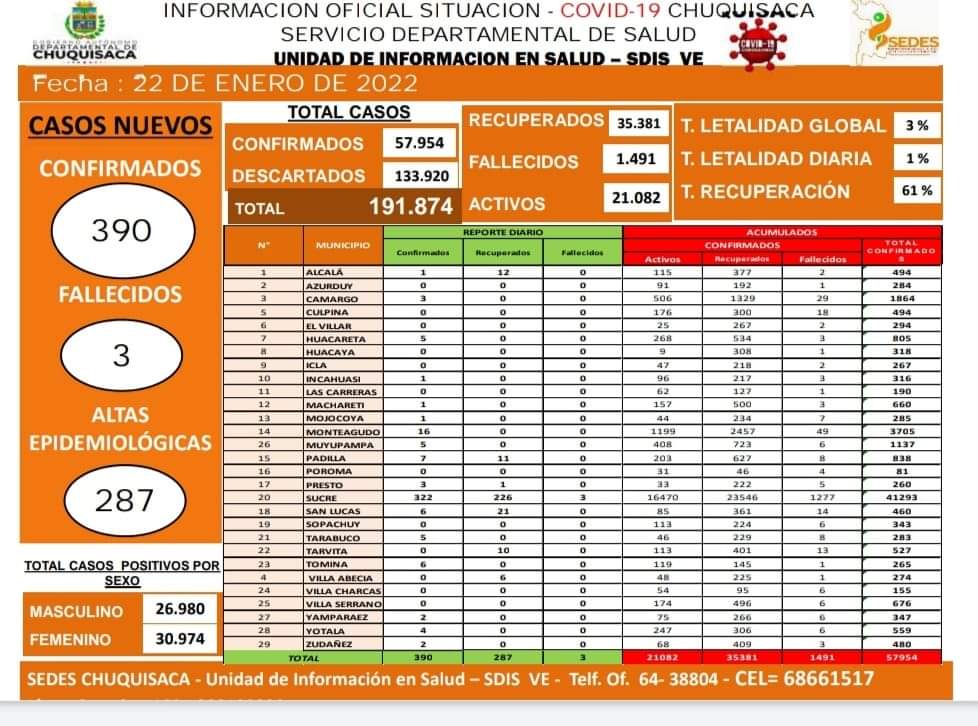 GOBIERNO AUTÓNOMO
DEPARTAMENTAL DE
CHUQUISACA
INFORMACION OFICIAL SITUACION - COVID-19 CHUQUISACA
SERVICIO DEPARTAMENTAL DE SALUD
UNIDAD DE INFORMACION EN SALUD – SDIS VE
COVID-19
SEDES
Fecha : 22 DE ENERO DE 2022
CASOS NUEVOS
CONFIRMADOS
390
FALLECIDOS
3
ALTAS
EPIDEMIOLÓGICAS
287
TOTAL CASOS POSITIVOS POR
SEXO
MASCULINO 26.980
FEMENINO 30.974
TOTAL CASOS
CONFIRMADOS 57.954
DESCARTADOS 133.920
TOTAL 191.874
RECUPERADOS 35.381
FALLECIDOS 1.491
ACTIVOS 21.082
T. LETALIDAD GLOBAL 3 %
T. LETALIDAD DIARIA 1 %
T. RECUPERACIÓN 61 %
REPORTE DIARIO ACUMULADOS
N° MUNICIPIO Confirmados Recuperados Fallecidos CONFIRMADOS TOTAL
CONFIRMADO
S
Activos Recuperados Fallecidos
1 ALCALÁ 1 12 0 115 377 2 494
2 AZURDUY 0 0 0 91 192 1 284
3 CAMARGO 3 0 0 506 1329 29 1864
5 CULPINA 0 0 0 176 300 18 494
6 EL VILLAR 0 0 0 25 267 2 294
7 HUACARETA 5 0 0 268 534 3 805
8 HUACAYA 0 0 0 9 308 1 318
9 ICLA 0 0 0 47 218 2 267
10 INCAHUASI 1 0 0 96 217 3 316
11 LAS CARRERAS 0 0 0 62 127 1 190
12 MACHARETI 1 0 0 157 500 3 660
13 MOJOCOYA 1 0 0 44 234 7 285
14 MONTEAGUDO 16 0 0 1199 2457 49 3705
26 MUYUPAMPA 5 0 0 408 723 6 1137
15 PADILLA 7 11 0 203 627 8 838
16 POROMA 0 0 0 31 46 4 81
17 PRESTO 3 1 0 33 222 5 260
20 SUCRE 322 226 3 16470 23546 1277 41293
18 SAN LUCAS 6 21 0 85 361 14 460
19 SOPACHUY 0 0 0 113 224 6 343
21 TARABUCO 5 0 0 46 229 8 283
22 TARVITA 0 10 0 113 401 13 527
23 TOMINA 6 0 0 119 145 1 265
4 VILLA ABECIA 0 6 0 48 225 1 274
24 VILLA CHARCAS 0 0 0 54 95 6 155
25 VILLA SERRANO 0 0 0 174 496 6 676
27 YAMPARAEZ 2 0 0 75 266 6 347
28 YOTALA 4 0 0 247 306 6 559
29 ZUDAÑEZ 2 0 0 68 409 3 480
TOTAL 390 287 3 21082 35381 1491 57954
SEDES CHUQUISACA - Unidad de Información en Salud – SDIS VE - Telf. Of. 64- 38804 - CEL= 68661517